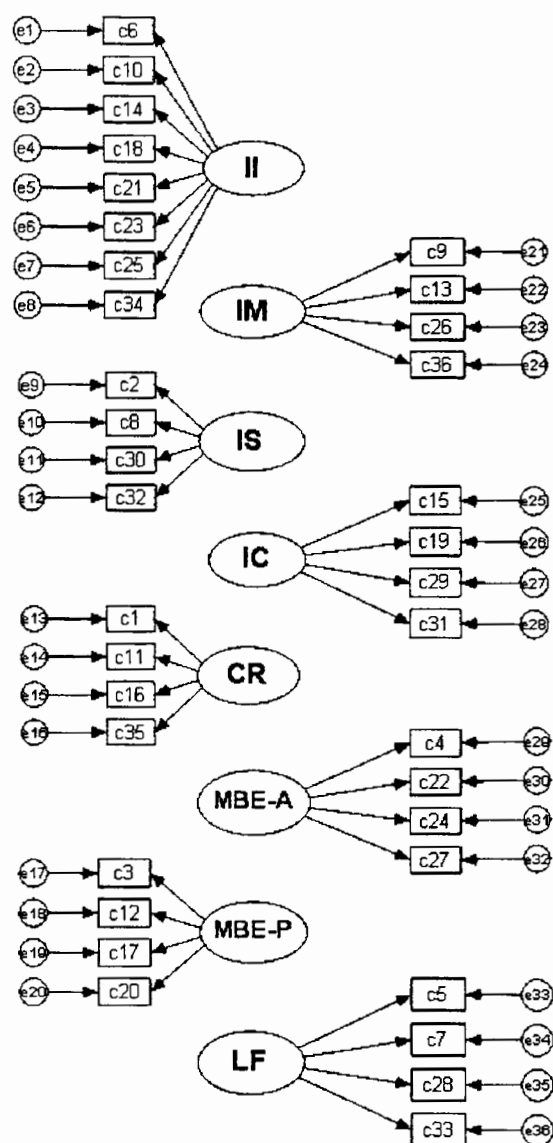 e1 c6
e2 c10
e3 c14
e4 c18
II
e5 c21
e6 c23
e7 c25
e8 c34
c9 e21
IM
c13 e22
c26 e23
c36 e24
e9 c2
e10 c8
IS
e11 c30
e12 c32
c15 e25
c19 e26
IC
c29 e27
c31 e28
e13 c1
e14 c11
CR
e15 c16
e16 c35
c4 e29
c22 e30
MBE-A
c24 e31
c27 e32
e17 c3
e18 c12
MBE-P
e19 c17
e20 c20
c5 e33
c7 e34
LF
c28 e35
c33 e36